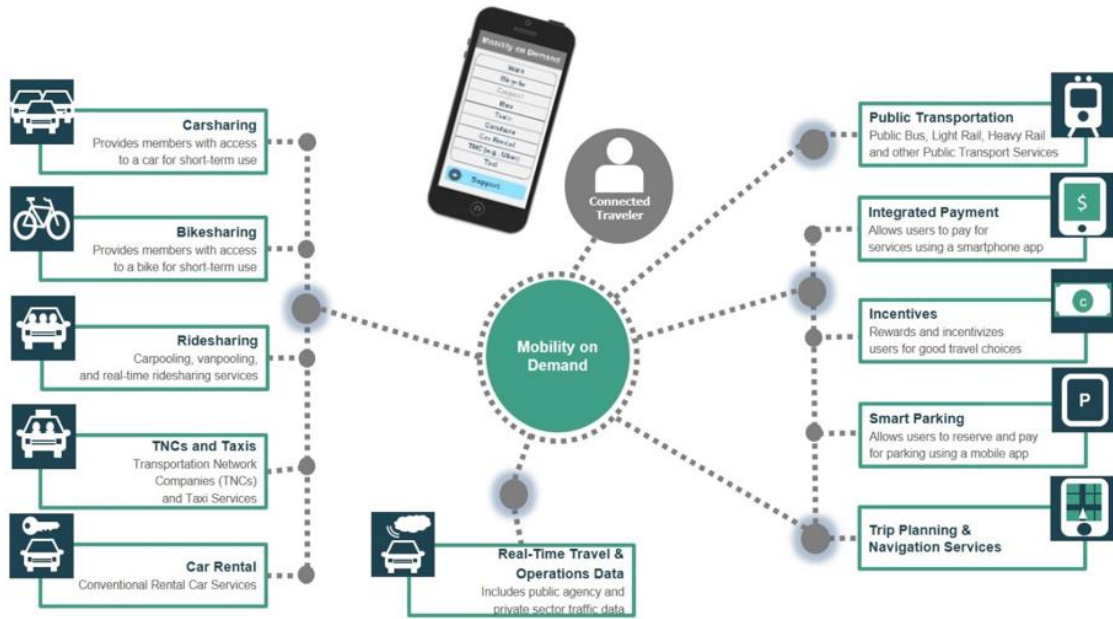 Mobility on Demand
Walk
Bicycle
Carpool
Bus
Train
Car Rental
TNC (e.g., Uber)
Taxi
Support
Connected
Traveler
Carsharing
Provides members with access
to a car for short-term use
Bikesharing
Provides members with access
to a bike for short-term use
Ridesharing
Carpooling, vanpooling,
and real-time ridesharing services
TNCs and Taxis
Transportation Network
Companies (TNCs)
and Taxi Services
Car Rental
Conventional Rental Car Services
Mobility on
Demand
Real-Time Travel &
Operations Data
Includes public agency and
private sector traffic data
Public Transportation
Public Bus, Light Rail, Heavy Rail
and other Public Transport Services
Integrated Payment
Allows users to pay for
services using a smartphone app
$
Incentives
Rewards and incentivizes
users for good travel choices
C
Smart Parking
Allows users to reserve and pay
for parking using a mobile app
P
Trip Planning &
Navigation Services